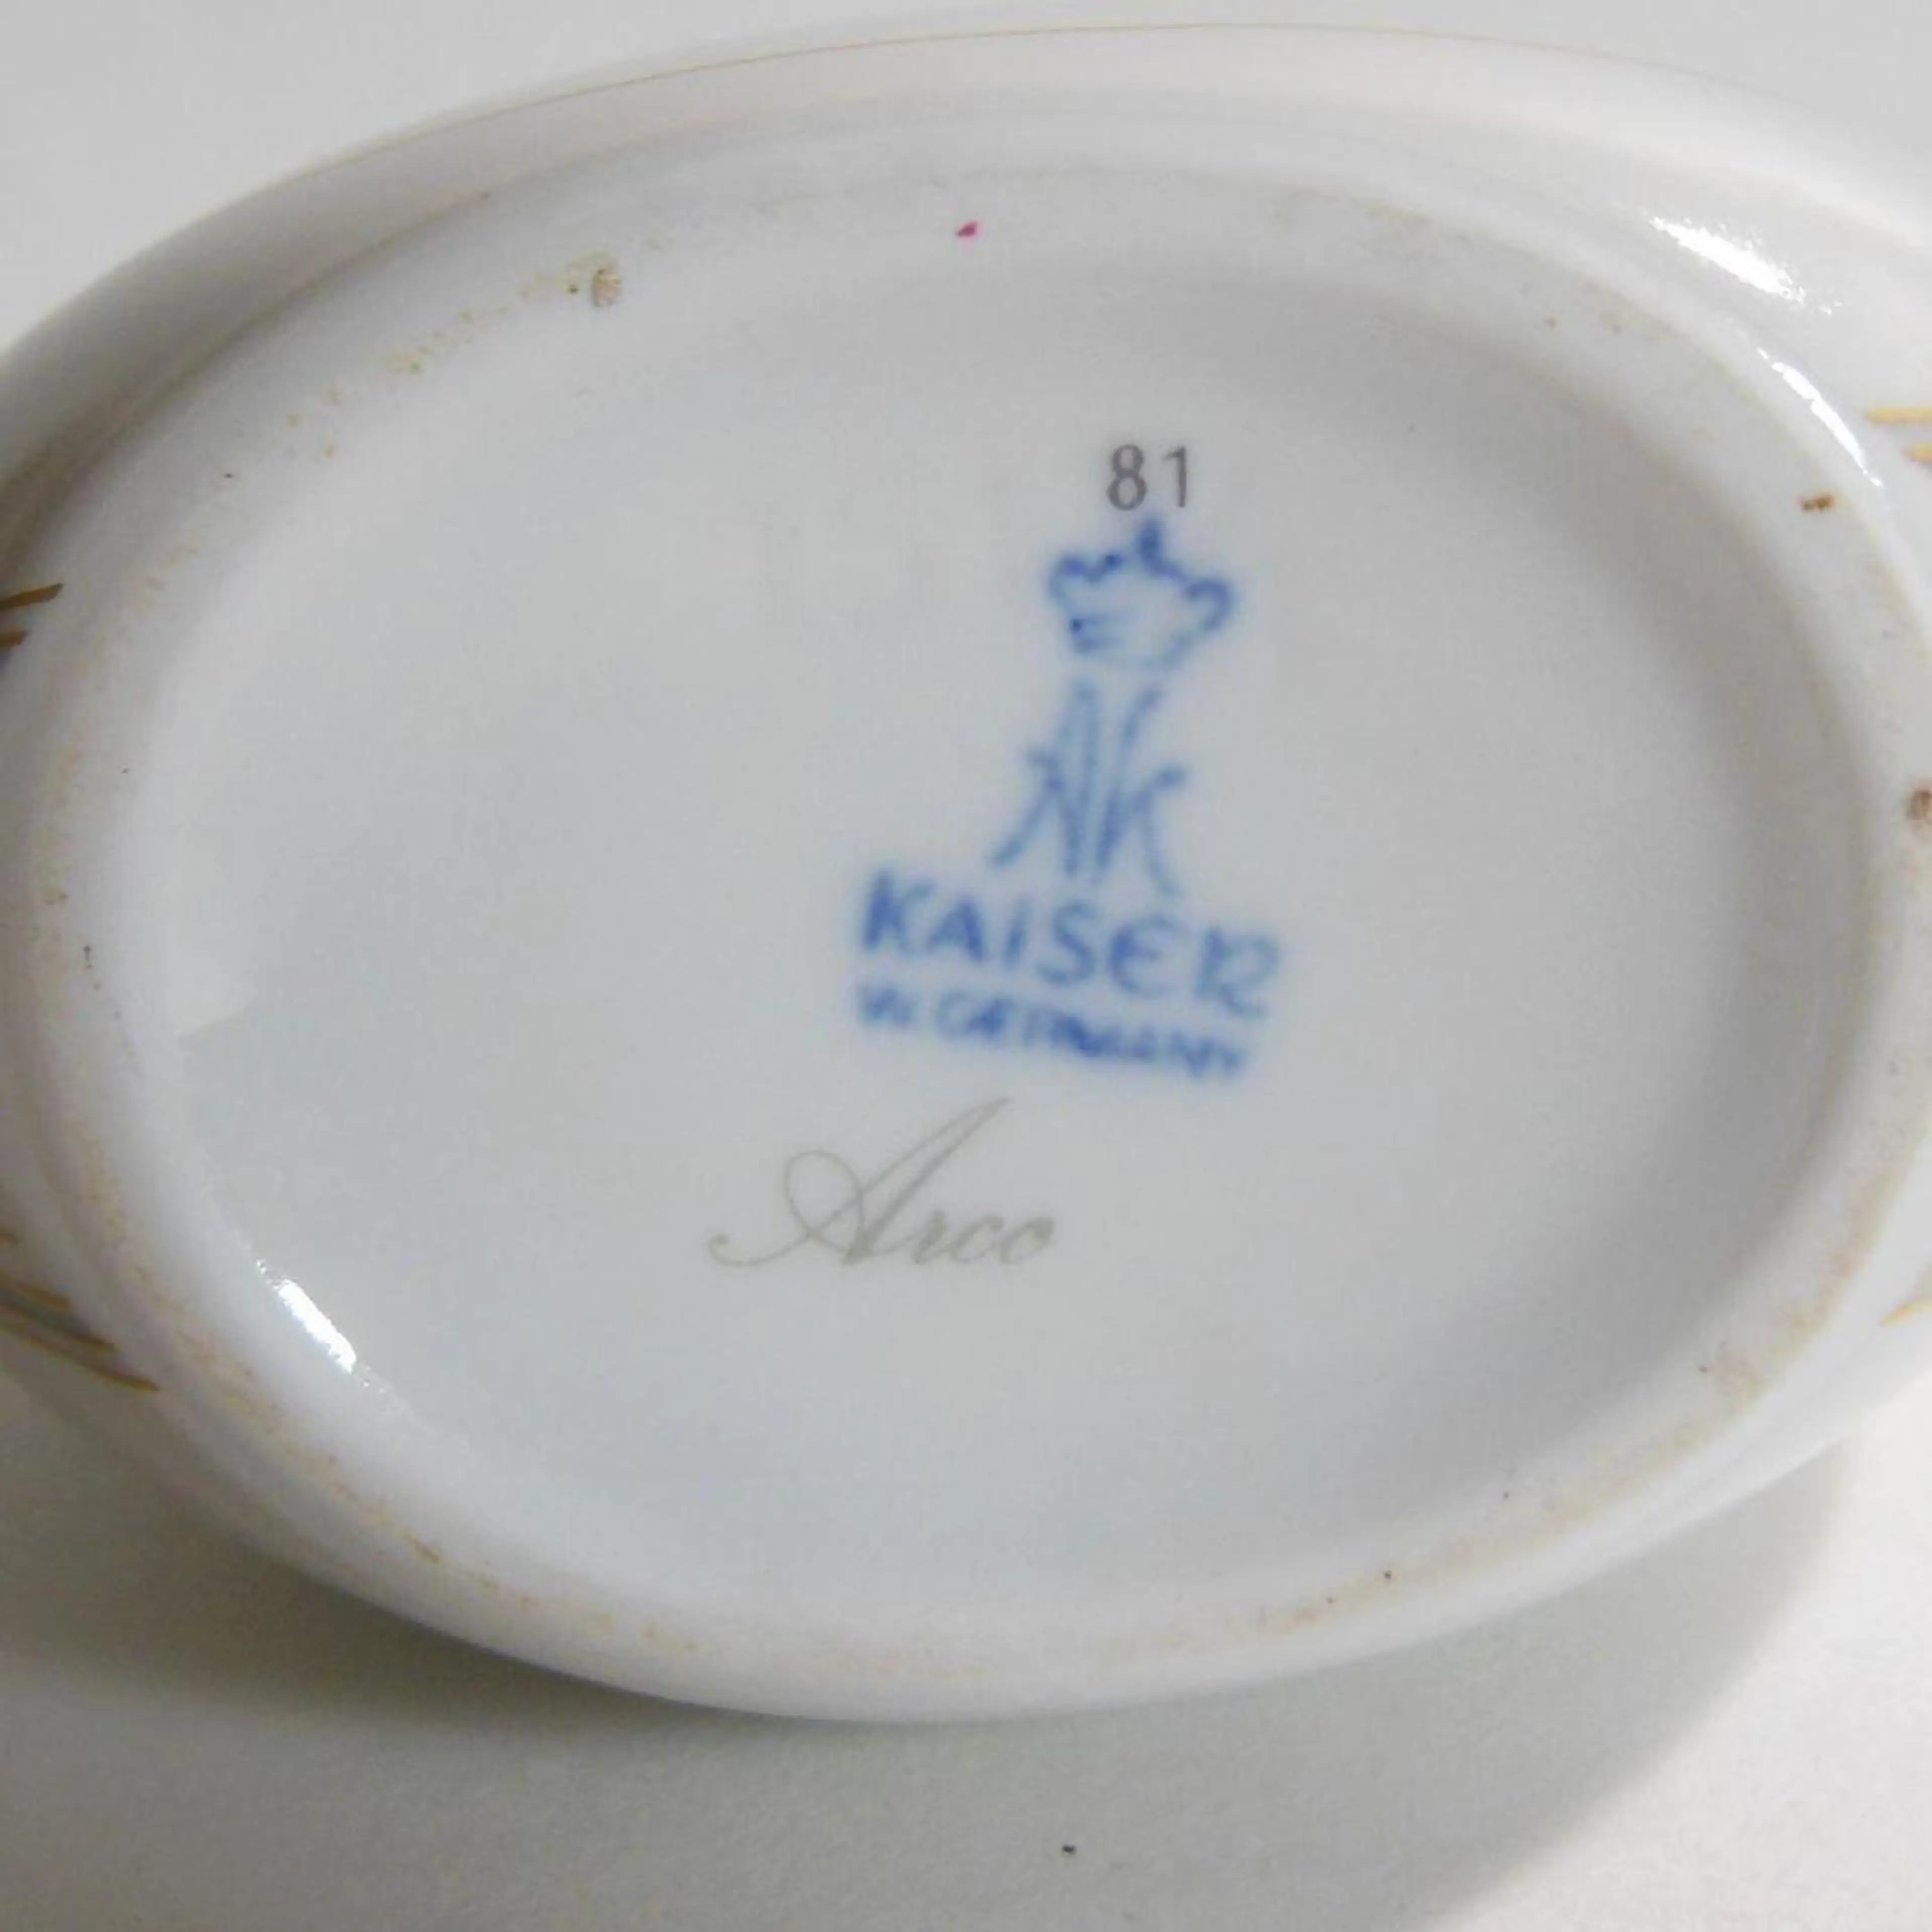 81
AK
KAISER
W. GERMANY
Arco